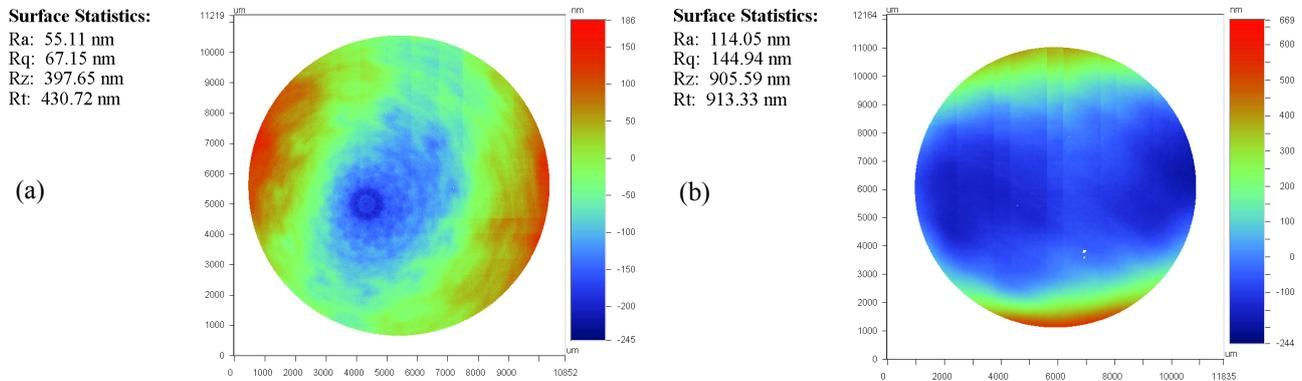 Surface Statistics:
Ra: 55.11 nm
Rq: 67.15 nm
Rz: 397.65 nm
Rt: 430.72 nm
(a)
um
11219
10000
9000
8000
7000
6000
5000
4000
3000
2000
1000
0
0 1000 2000 3000 4000 5000 6000 7000 8000 10852
um
nm
186
150
100
50
0
-50
-100
-150
-200
-245
Surface Statistics:
Ra: 114.05 nm
Rq: 144.94 nm
Rz: 905.59 nm
Rt: 913.33 nm
(b)
um
12164
11000
10000
9000
8000
7000
6000
5000
4000
3000
2000
1000
0
0 2000 4000 6000 8000 10000 11835
um
nm
669
600
500
400
300
200
100
0
-100
-244